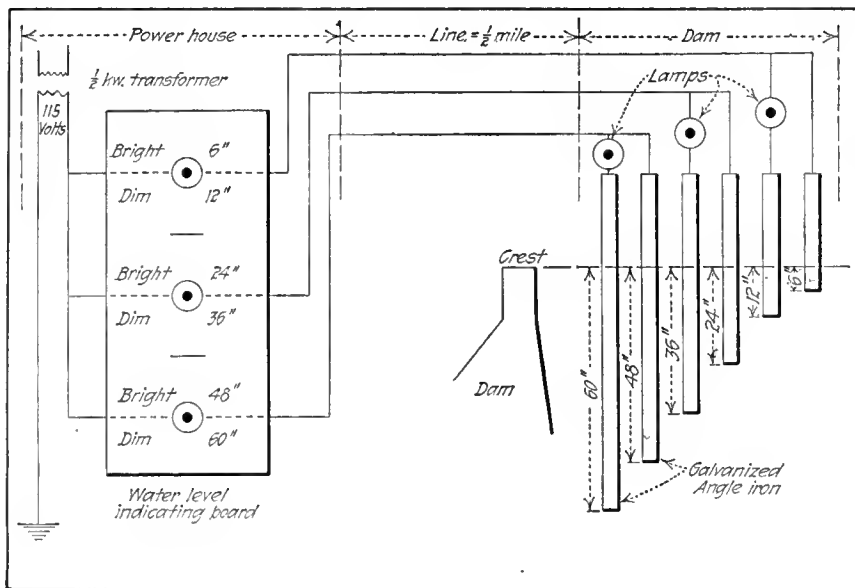 Power house
Line = 1/2 mile
Dam
1/2 kw. transformer
115
Volts
Lamps
Bright 6"
Dim 12"
Bright 24"
Dim 36"
Bright 48"
Dim 60"
Water level
indicating board
Crest
Dam
60"
48"
36"
24"
12"
6"
Galvanized
Angle iron